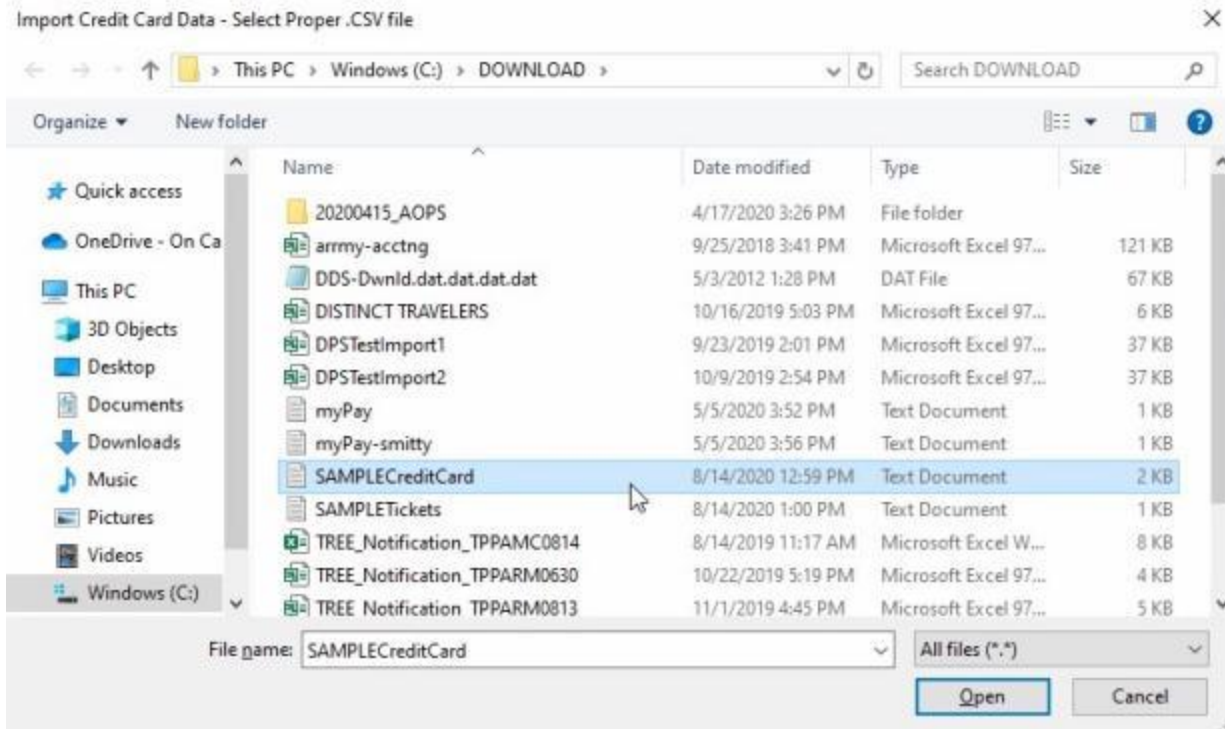 Import Credit Card Data - Select Proper .CSV file
This PC > Windows (C:) > DOWNLOAD >
Search DOWNLOAD
Organize New folder
Name Date modified Type Size
Quick access
OneDrive - On Ca
This PC
3D Objects
Desktop
Documents
Downloads
Music
Pictures
Videos
Windows (C:)
20200415_AOPS 4/17/2020 3:26 PM File folder
arrmy-acctng 9/25/2018 3:41 PM Microsoft Excel 97... 121 KB
DDS-Dwnld.dat.dat.dat.dat 5/3/2012 1:28 PM DAT File 67 KB
DISTINCT TRAVELERS 10/16/2019 5:03 PM Microsoft Excel 97... 6 KB
DPSTestImport1 9/23/2019 2:01 PM Microsoft Excel 97... 37 KB
DPSTestImport2 10/9/2019 2:54 PM Microsoft Excel 97... 37 KB
myPay 5/5/2020 3:52 PM Text Document 1 KB
myPay-smitty 5/5/2020 3:56 PM Text Document 1 KB
SAMPLECreditCard 8/14/2020 12:59 PM Text Document 2 KB
SAMPLETickets 8/14/2020 1:00 PM Text Document 1 KB
TREE_Notification_TPPAMC0814 8/14/2019 11:17 AM Microsoft Excel W... 8 KB
TREE_Notification_TPPARM0630 10/22/2019 5:19 PM Microsoft Excel 97... 4 KB
TREE_Notification_TPPARM0813 11/1/2019 4:45 PM Microsoft Excel 97... 5 KB
File name: SAMPLECreditCard All files (*.*)
Open Cancel